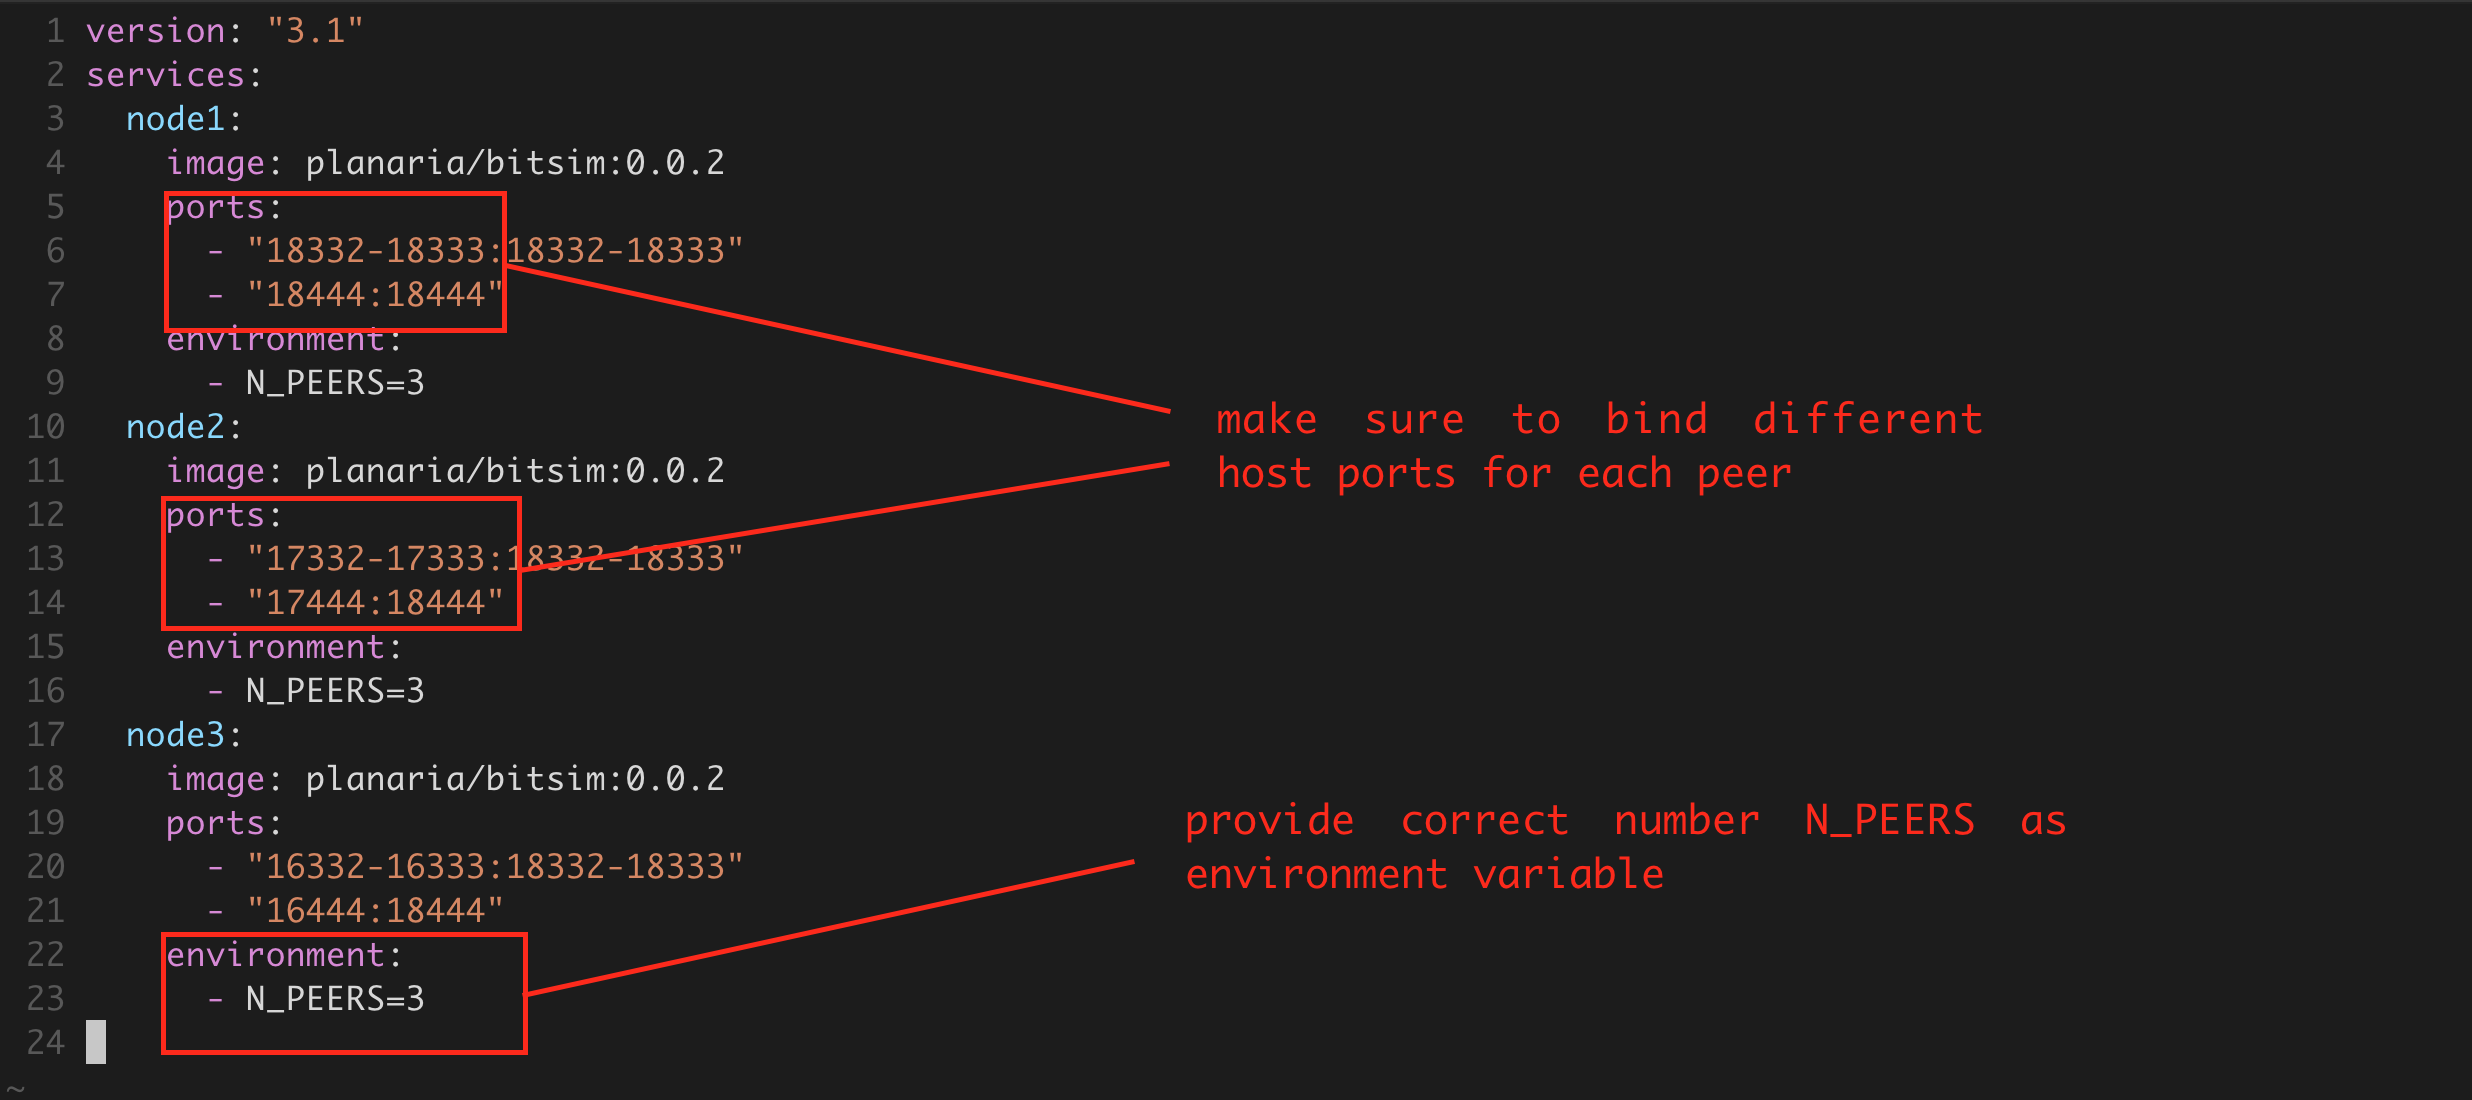 1 version: "3.1"
2 services:
3   node1:
4     image: planaria/bitsim:0.0.2
5     ports:
6       - "18332-18333:18332-18333"
7       - "18444:18444"
8     environment:
9       - N_PEERS=3
10   node2:
11     image: planaria/bitsim:0.0.2
12     ports:
13       - "17332-17333:18332-18333"
14       - "17444:18444"
15     environment:
16       - N_PEERS=3
17   node3:
18     image: planaria/bitsim:0.0.2
19     ports:
20       - "16332-16333:18332-18333"
21       - "16444:18444"
22     environment:
23       - N_PEERS=3
24
~
make sure to bind different
host ports for each peer
provide correct number N_PEERS as
environment variable